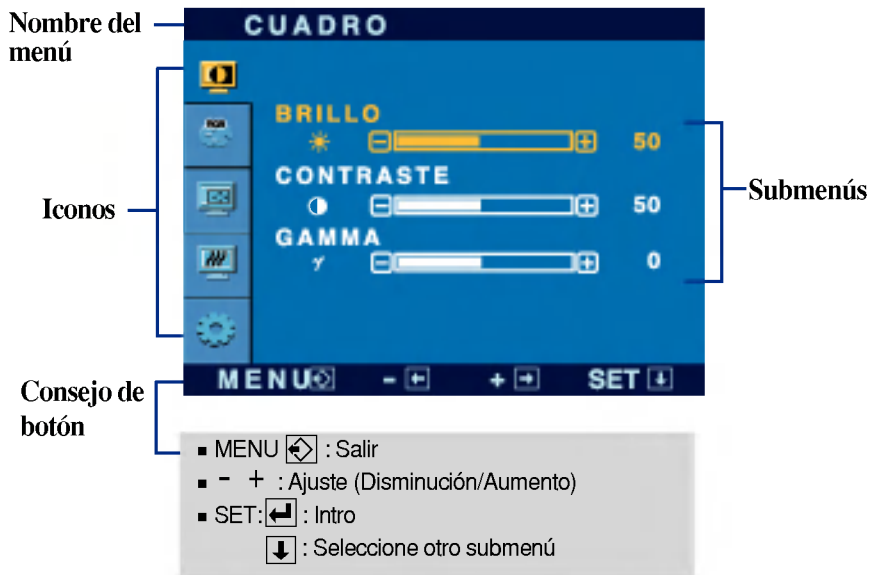 Nombre del
menú
CUADRO
BRILLO
50
CONTRASTE
50
GAMMA
0
Iconos
Submenús
MENU - + SET
Consejo de
botón
▪ MENU : Salir
▪ - + : Ajuste (Disminución/Aumento)
▪ SET: : Intro
: Seleccione otro submenú